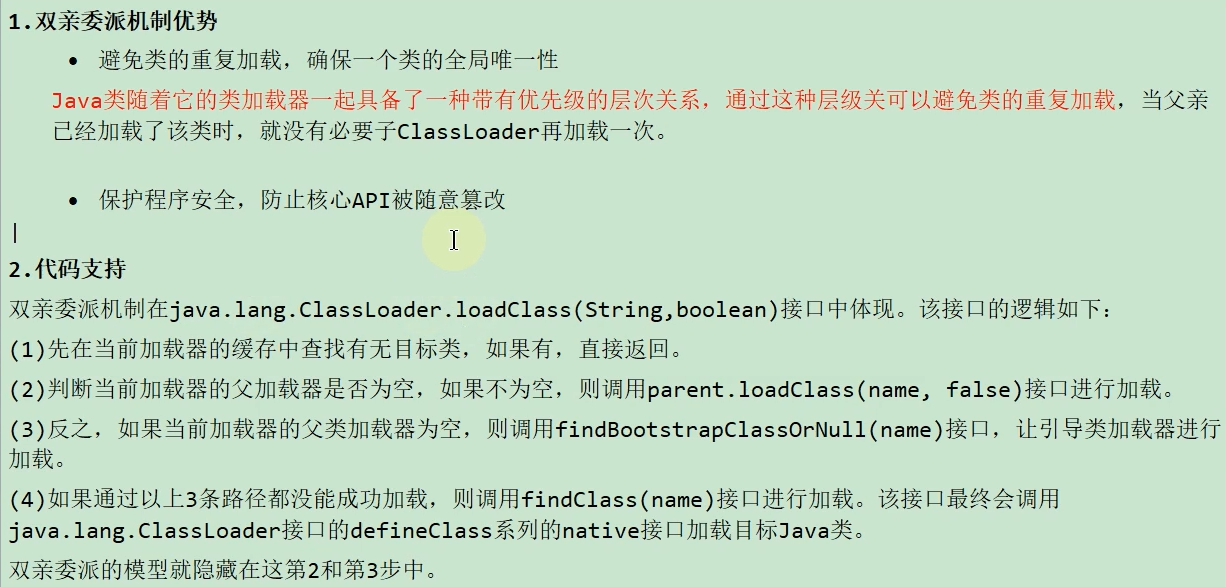 1.双亲委派机制优势
• 避免类的重复加载，确保一个类的全局唯一性
Java类随着它的类加载器一起具备了一种带有优先级的层次关系，通过这种层级关可以避免类的重复加载，当父亲
已经加载了该类时，就没有必要子ClassLoader再加载一次。
• 保护程序安全，防止核心API被随意篡改
2.代码支持
双亲委派机制在java.lang.ClassLoader.loadClass(String,boolean)接口中体现。该接口的逻辑如下：
(1)先在当前加载器的缓存中查找有无目标类，如果有，直接返回。
(2)判断当前加载器的父加载器是否为空，如果不为空，则调用parent.loadClass(name, false)接口进行加载。
(3)反之，如果当前加载器的父类加载器为空，则调用findBootstrapClassOrNull(name)接口，让引导类加载器进行
加载。
(4)如果通过以上3条路径都没能成功加载，则调用findClass(name)接口进行加载。该接口最终会调用
java.lang.ClassLoader接口的defineClass系列的native接口加载目标Java类。
双亲委派的模型就隐藏在这第2和第3步中。